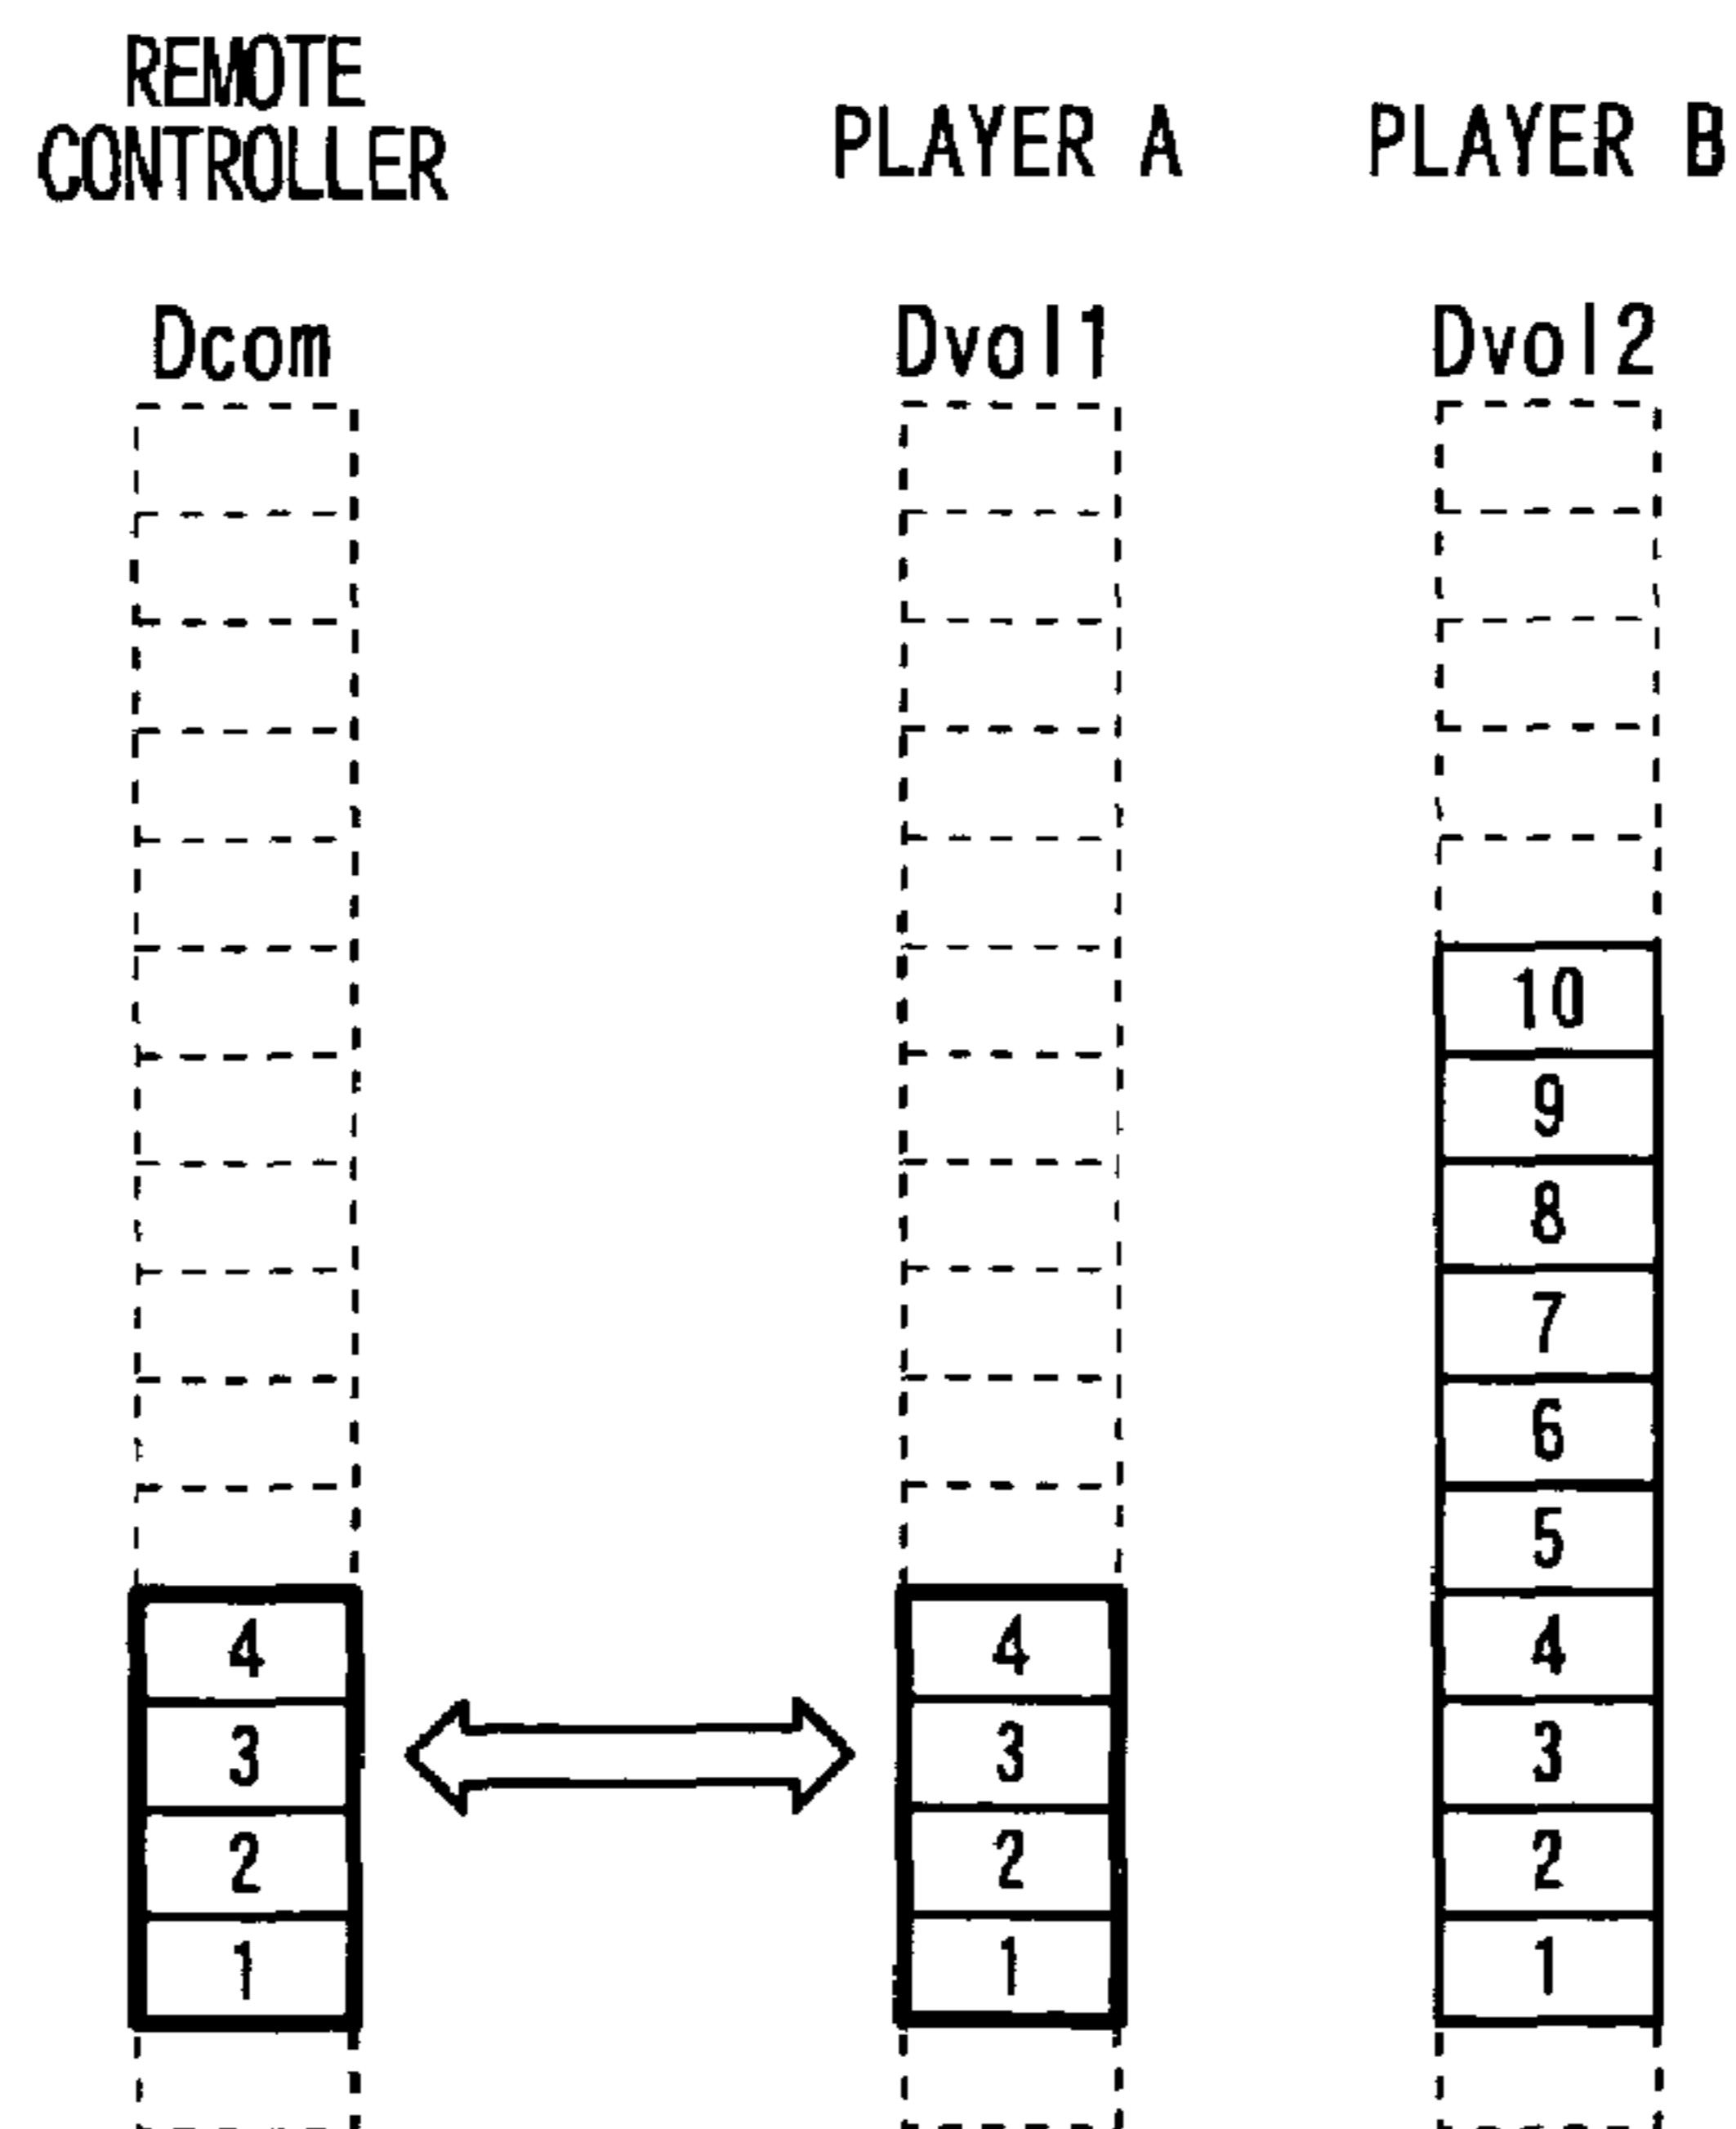 REMOTE
CONTROLLER
PLAYER A
PLAYER B
Dcom
Dvol1
Dvol2
10
9
8
7
6
5
4 4 4
3 3 3
2 2 2
1 1 1